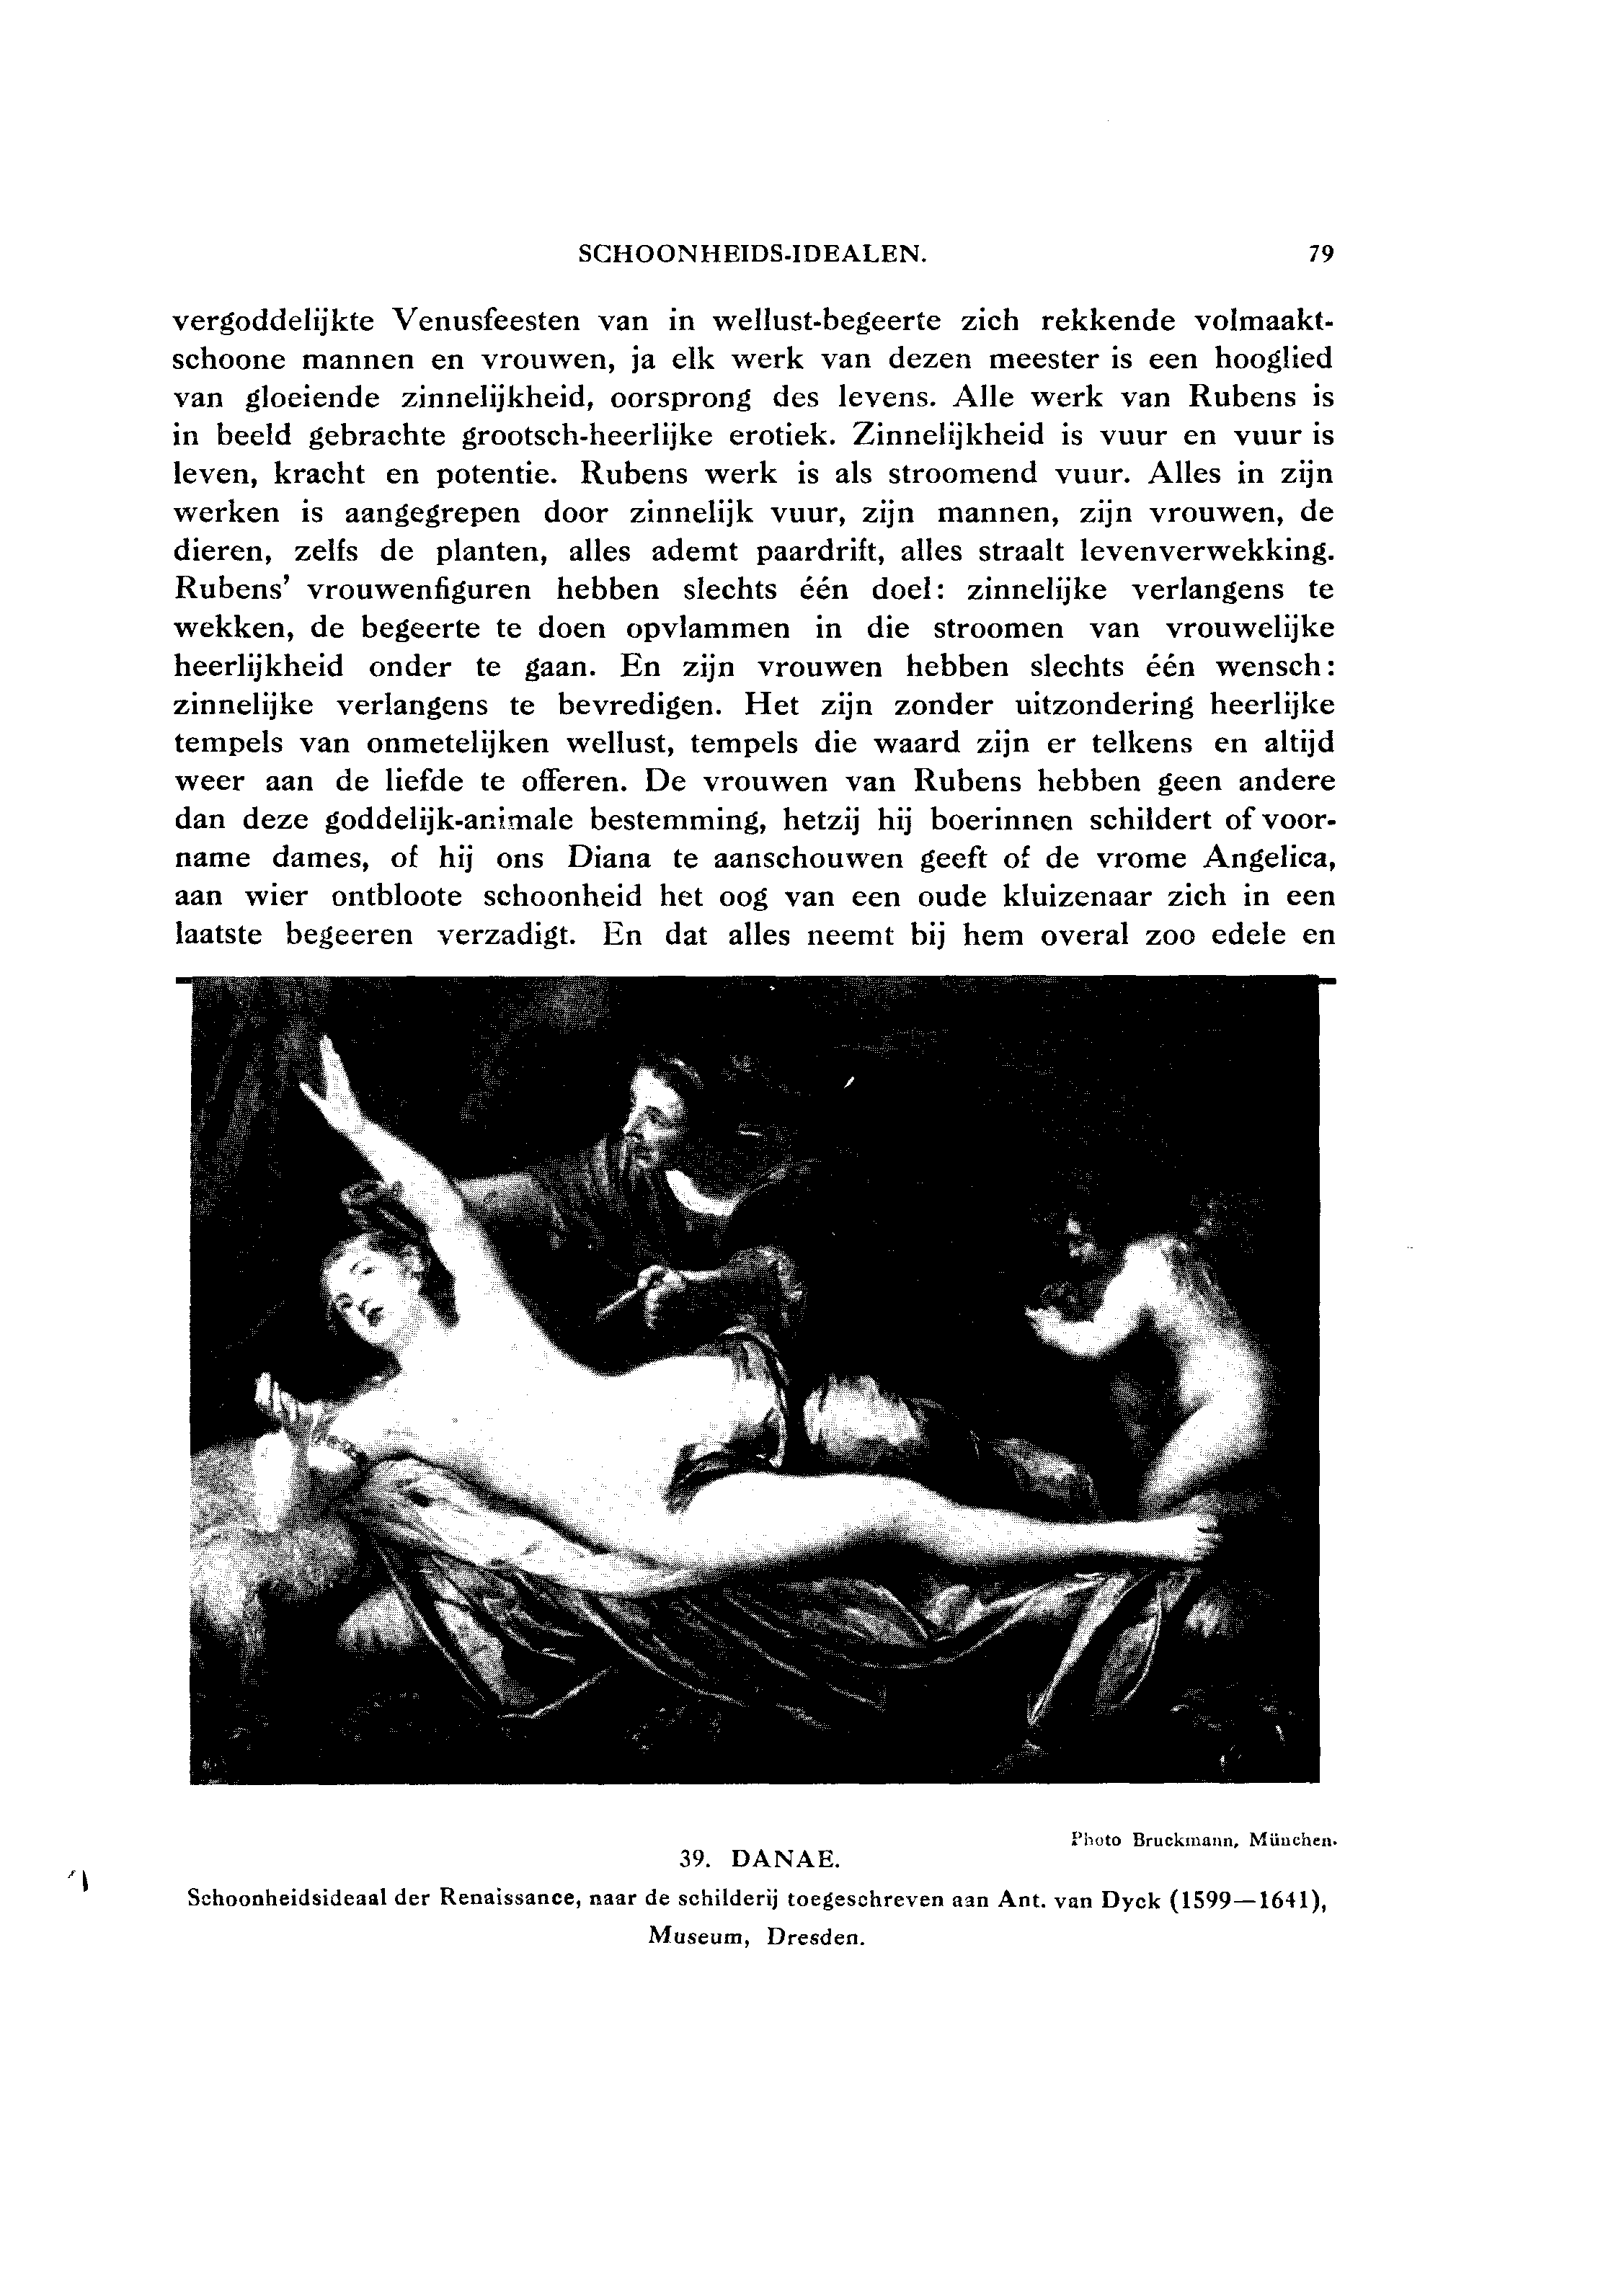 SCHOONHEIDS-IDEALEN. 79
vergoddelijkte Venusfeesten van in wellust-begeerte zich rekkende volmaakt-
schoone mannen en vrouwen, ja elk werk van dezen meester is een hooglied
van gloeiende zinnelijkheid, oorsprong des levens. Alle werk van Rubens is
in beeld gebrachte grootsch-heerlijke erotiek. Zinnelijkheid is vuur en vuur is
leven, kracht en potentie. Rubens werk is als stroomend vuur. Alles in zijn
werken is aangegrepen door zinnelijk vuur, zijn mannen, zijn vrouwen, de
dieren, zelfs de planten, alles ademt paardrift, alles straalt levenverwekking.
Rubens' vrouwenfiguren hebben slechts één doel: zinnelijke verlangens te
wekken, de begeerte te doen opvlammen in die stroomen van vrouwelijke
heerlijkheid onder te gaan. En zijn vrouwen hebben slechts één wensch:
zinnelijke verlangens te bevredigen. Het zijn zonder uitzondering heerlijke
tempels van onmetelijken wellust, tempels die waard zijn er telkens en altijd
weer aan de liefde te offeren. De vrouwen van Rubens hebben geen andere
dan deze goddelijk-animale bestemming, hetzij hij boerinnen schildert of voor-
name dames, of hij ons Diana te aanschouwen geeft of de vrome Angelica,
aan wier ontbloote schoonheid het oog van een oude kluizenaar zich in een
laatste begeeren verzadigt. En dat alles neemt bij hem overal zoo edele en
Photo Bruckmann, München.
39. DANAE.
Schoonheidsideaal der Renaissance, naar de schilderij toegeschreven aan Ant. van Dyck (1599—1641),
Museum, Dresden.